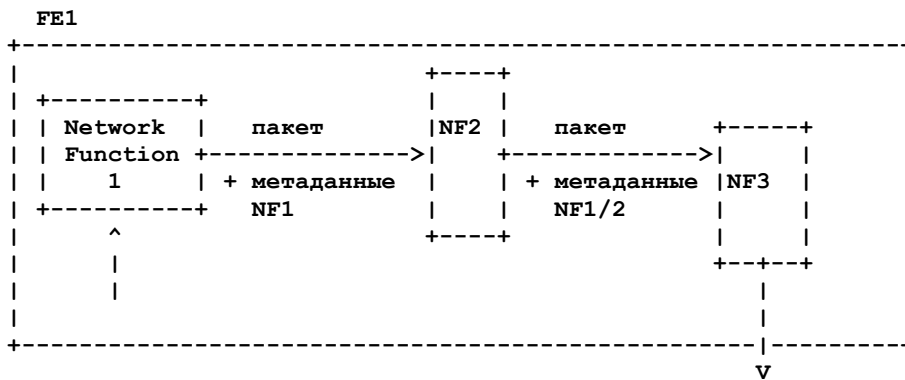 FE1
Network пакет NF2 пакет
Function
1 + метаданные + метаданные NF3
NF1 NF1/2
V